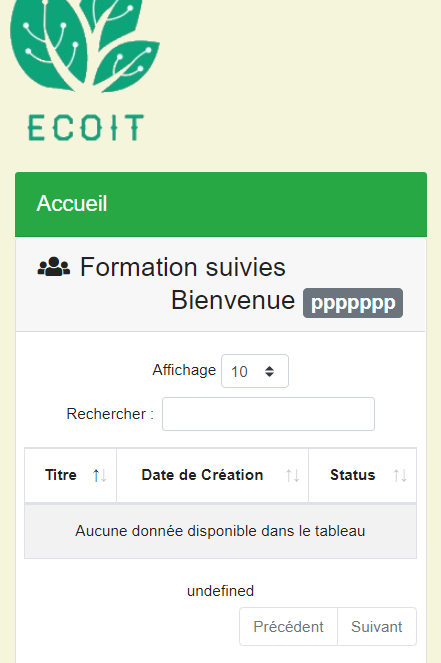 ECOIT
Accueil
Formation suivies
Bienvenue ppppppp
Affichage 10
Rechercher :
Titre Date de Création Status
Aucune donnée disponible dans le tableau
undefined
Précédent Suivant